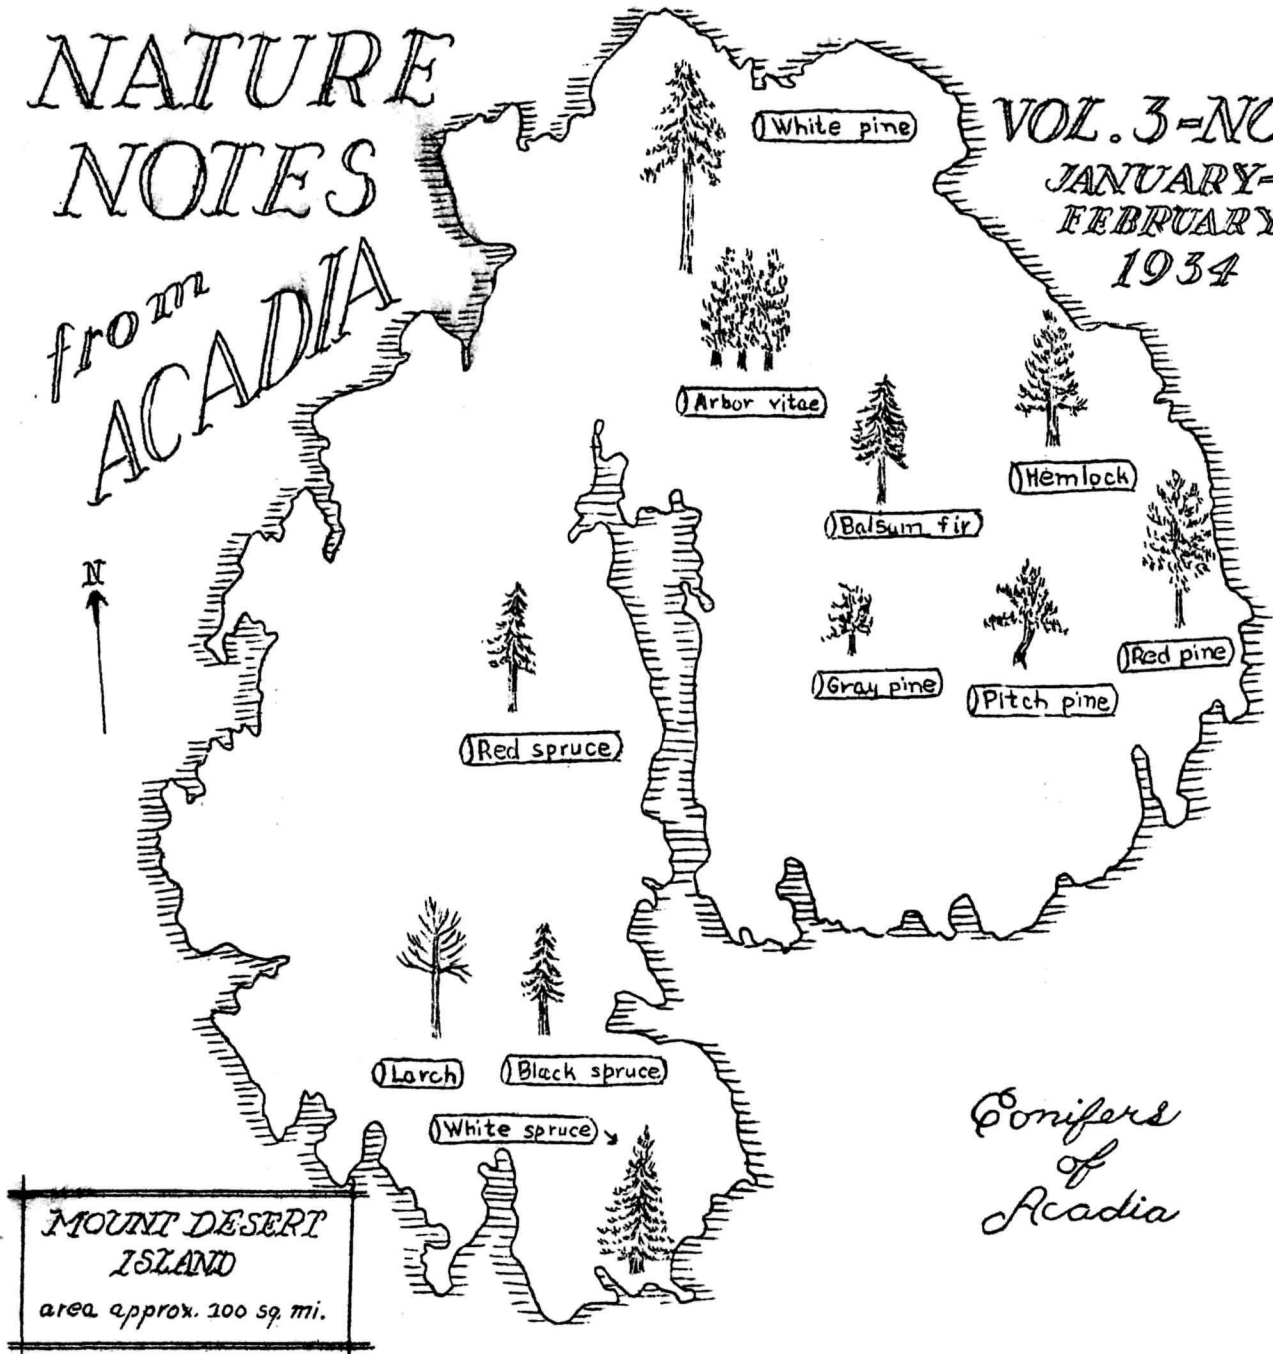 NATURE
NOTES
from
ACADIA
VOL. 3=NO
JANUARY=
FEBRUARY
1934
White pine
Arbor vitae
Hemlock
Balsum fir
Red pine
Gray pine
Pitch pine
N
Red spruce
Larch
Black spruce
White spruce
Conifers
of
Acadia
MOUNT DESERT
ISLAND
area approx. 100 sq. mi.